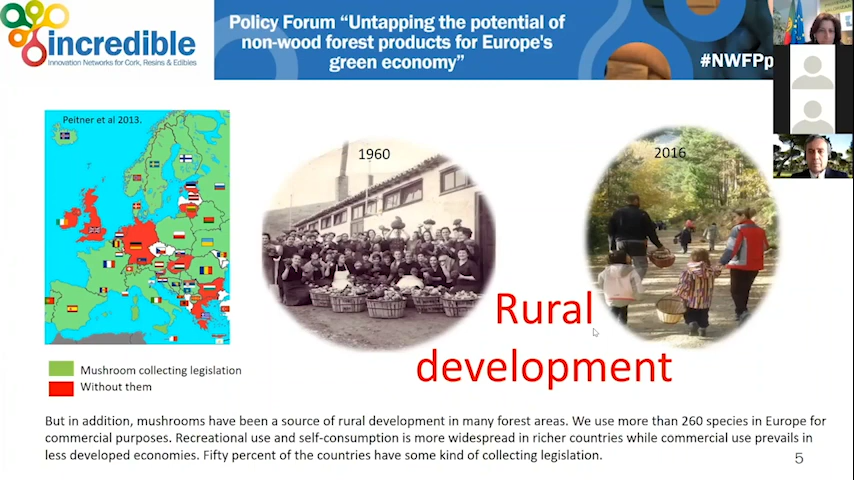 incredible
Innovation Networks for Cork, Resins & Edibles
Policy Forum “Untapping the potential of
non-wood forest products for Europe's
green economy”
#NWFPp
Peitner et al 2013.
1960
2016
Rural
development
Mushroom collecting legislation
Without them
But in addition, mushrooms have been a source of rural development in many forest areas. We use more than 260 species in Europe for
commercial purposes. Recreational use and self-consumption is more widespread in richer countries while commercial use prevails in
less developed economies. Fifty percent of the countries have some kind of collecting legislation.
5